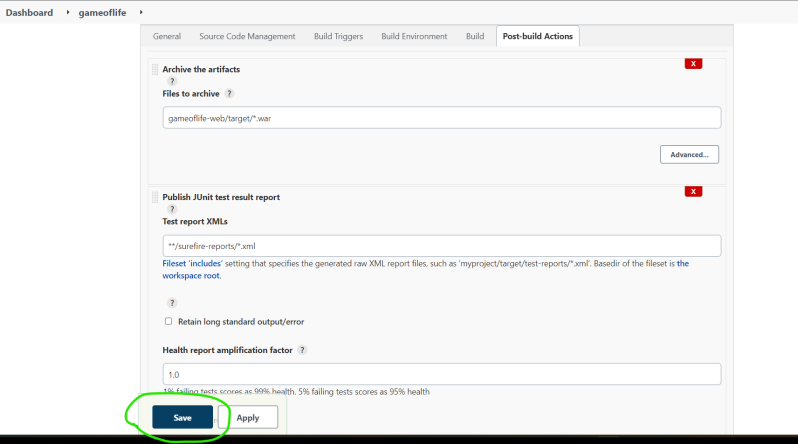 Dashboard gameoflife
General Source Code Management Build Triggers Build Environment Build Post-build Actions
Archive the artifacts
X
?
Files to archive ?
gameoflife-web/target/*.war
Advanced...
Publish JUnit test result report
X
?
Test report XMLs
**/surefire-reports/*.xml
Fileset 'includes' setting that specifies the generated raw XML report files, such as 'myproject/target/test-reports/*.xml'. Basedir of the fileset is the
workspace root.
?
Retain long standard output/error
Health report amplification factor ?
1.0
1% failing tests scores as 99% health. 5% failing tests scores as 95% health
Save Apply